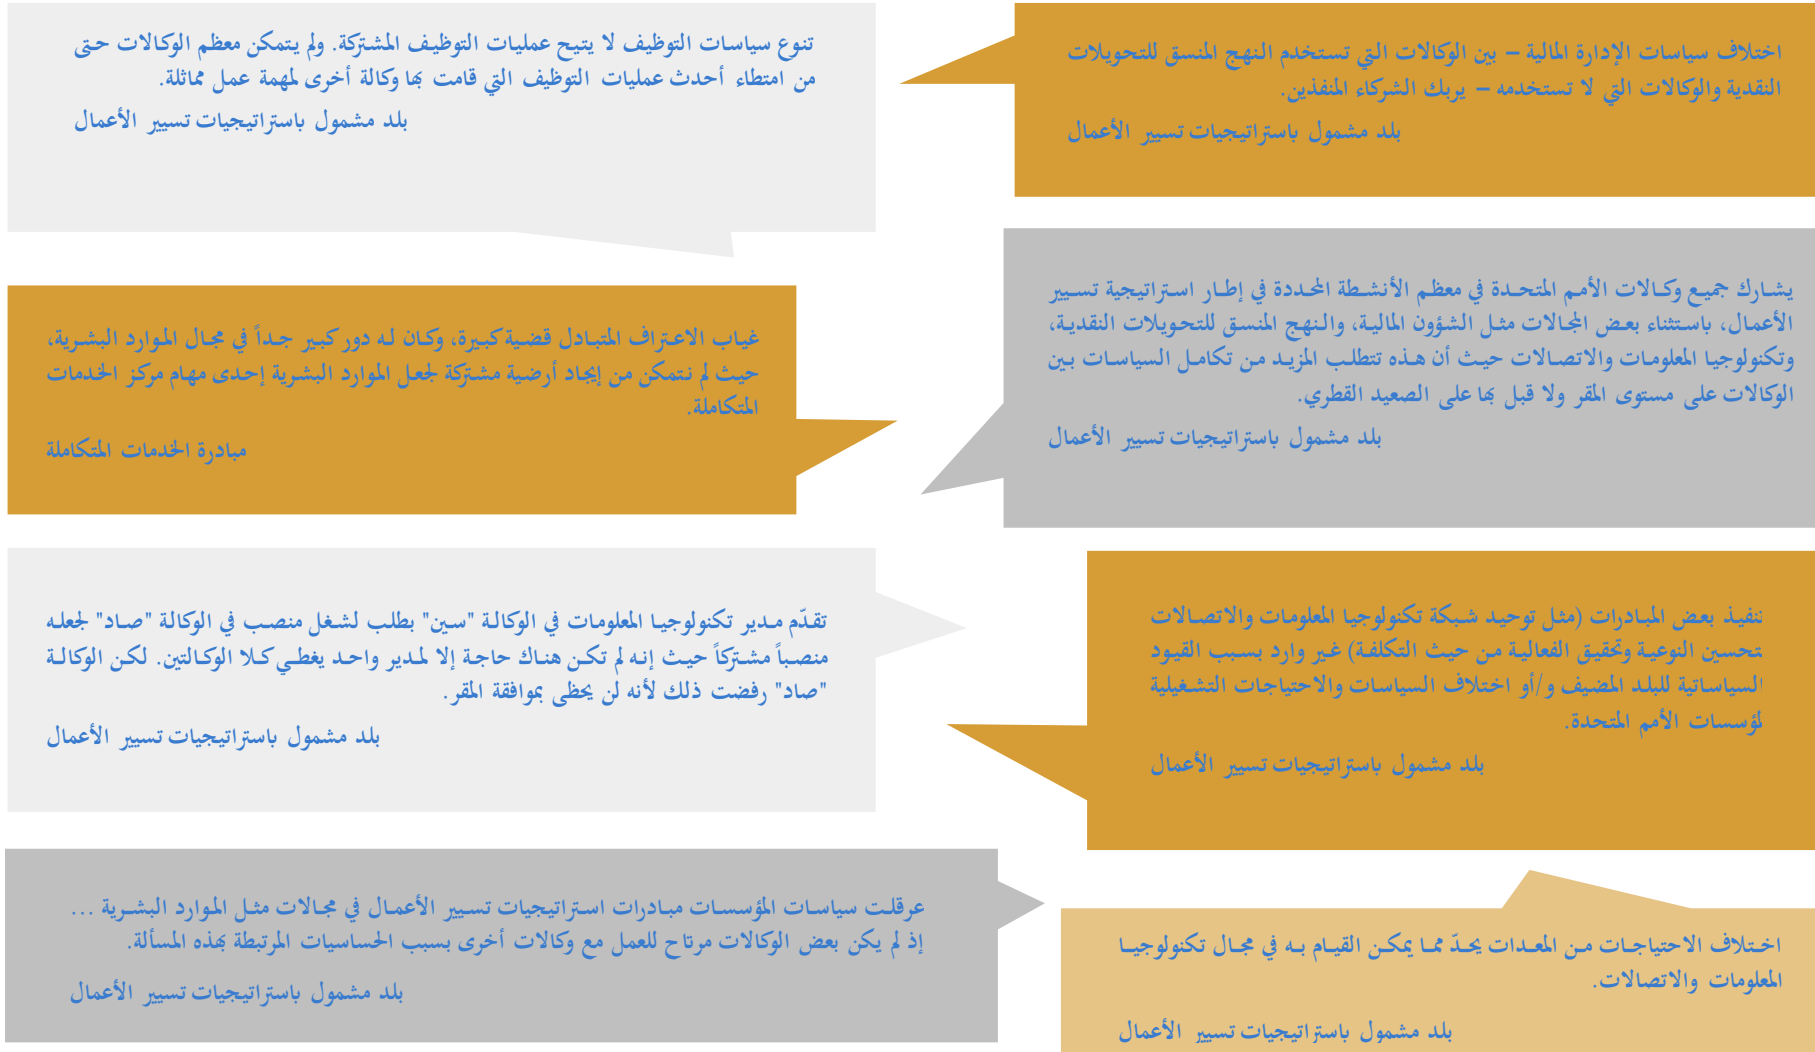 اختلاف سياسات الإدارة المالية – بين الوكالات التي تستخدم النهج المنسق للتحويلات
النقدية والوكالات التي لا تستخدمه – يربك الشركاء المنفذين.
بلد مشمول باستراتيجيات تسيير الأعمال
تنوع سياسات التوظيف لا يتيح عمليات التوظيف المشتركة. ولم يتمكن معظم الوكالات حتى
من امتطاء أحدث عمليات التوظيف التي قامت بها وكالة أخرى لمهمة عمل مماثلة.
بلد مشمول باستراتيجيات تسيير الأعمال
يشارك جميع وكالات الأمم المتحدة في معظم الأنشطة المحددة في إطار استراتيجية تسيير
الأعمال، باستثناء بعض المجالات مثل الشؤون المالية، والنهج المنسق للتحويلات النقدية،
وتكنولوجيا المعلومات والاتصالات حيث أن هذه تتطلب المزيد من تكامل السياسات بين
الوكالات على مستوى المقر ولا قبل بها على الصعيد القطري.
بلد مشمول باستراتيجيات تسيير الأعمال
غياب الاعتراف المتبادل قضية كبيرة، وكان له دور كبير جداً في مجال الموارد البشرية،
حيث لم نتمكن من إيجاد أرضية مشتركة لجعل الموارد البشرية إحدى مهام مركز الخدمات
المتكاملة.
مبادرة الخدمات المتكاملة
تنفيذ بعض المبادرات (مثل توحيد شبكة تكنولوجيا المعلومات والاتصالات
لتحسين النوعية وتحقيق الفعالية من حيث التكلفة) غير وارد بسبب القيود
السياساتية للبلد المضيف و/أو اختلاف السياسات والاحتياجات التشغيلية
لمؤسسات الأمم المتحدة.
بلد مشمول باستراتيجيات تسيير الأعمال
تقدّم مدير تكنولوجيا المعلومات في الوكالة "سين" بطلب لشغل منصب في الوكالة "صاد" لجعله
منصباً مشتركاً حيث إنه لم تكن هناك حاجة إلا لمدير واحد يغطي كلا الوكالتين. لكن الوكالة
"صاد" رفضت ذلك لأنه لن يحظى بموافقة المقر.
بلد مشمول باستراتيجيات تسيير الأعمال
اختلاف الاحتياجات من المعدات يحدّ مما يمكن القيام به في مجال تكنولوجيا
المعلومات والاتصالات.
بلد مشمول باستراتيجيات تسيير الأعمال
عرقلت سياسات المؤسسات مبادرات استراتيجيات تسيير الأعمال في مجالات مثل الموارد البشرية ...
إذ لم يكن بعض الوكالات مرتاح للعمل مع وكالات أخرى بسبب الحساسيات المرتبطة بهذه المسألة.
بلد مشمول باستراتيجيات تسيير الأعمال